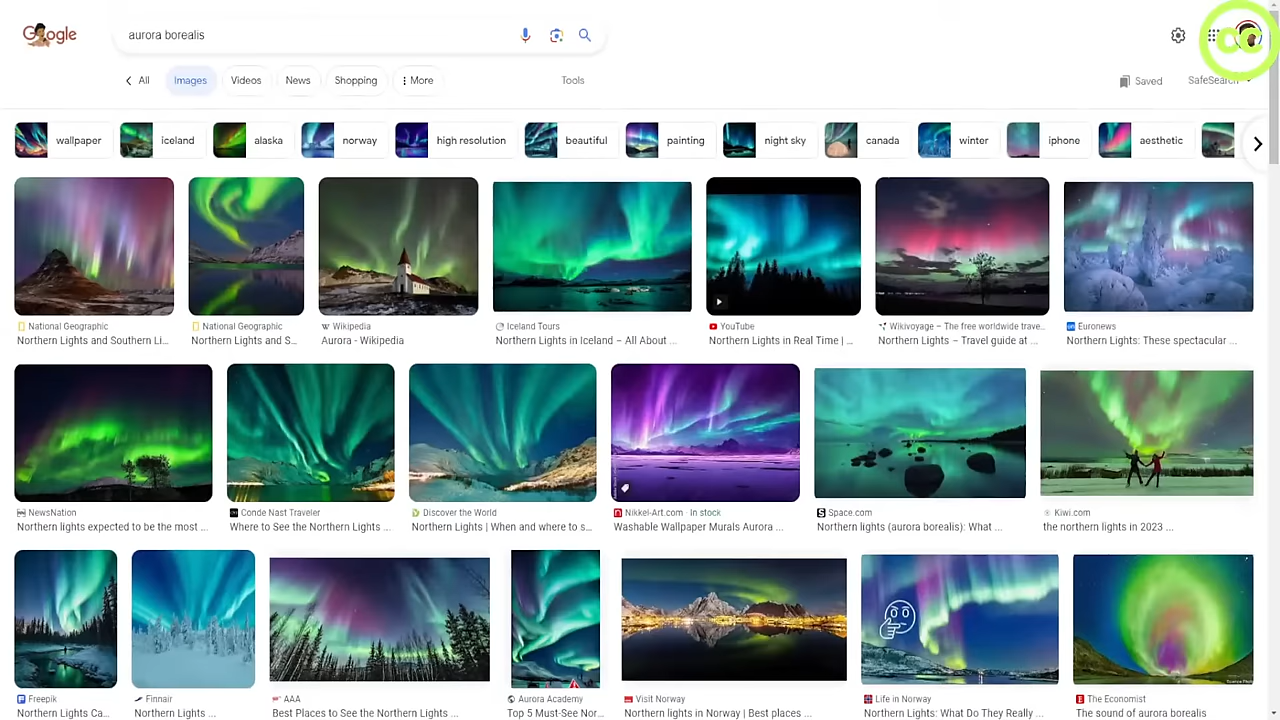 Google
aurora borealis
All
Images
Videos
News
Shopping
More
Tools
Saved
SafeSearch
wallpaper
iceland
alaska
norway
high resolution
beautiful
painting
night sky
canada
winter
iphone
aesthetic
National Geographic
Northern Lights and Southern Li...
National Geographic
Northern Lights and S...
Wikipedia
Aurora - Wikipedia
Iceland Tours
Northern Lights in Iceland – All About ...
YouTube
Northern Lights in Real Time | ...
Wikivoyage – The free worldwide trave...
Northern Lights – Travel guide at ...
Euronews
Northern Lights: These spectacular ...
NewsNation
Northern lights expected to be the most ...
Conde Nast Traveler
Where to See the Northern Lights ...
Discover the World
Northern Lights | When and where to s...
Nikkel-Art.com · In stock
Washable Wallpaper Murals Aurora ...
Space.com
Northern lights (aurora borealis): What ...
Kiwi.com
the northern lights in 2023 ...
Freepik
Northern Lights Ca...
Finnair
Northern Lights ...
AAA
Best Places to See the Northern Lights ...
Aurora Academy
Top 5 Must-See Nor...
Visit Norway
Northern lights in Norway | Best places ...
Life in Norway
Northern Lights: What Do They Really ...
The Economist
The sound of aurora borealis